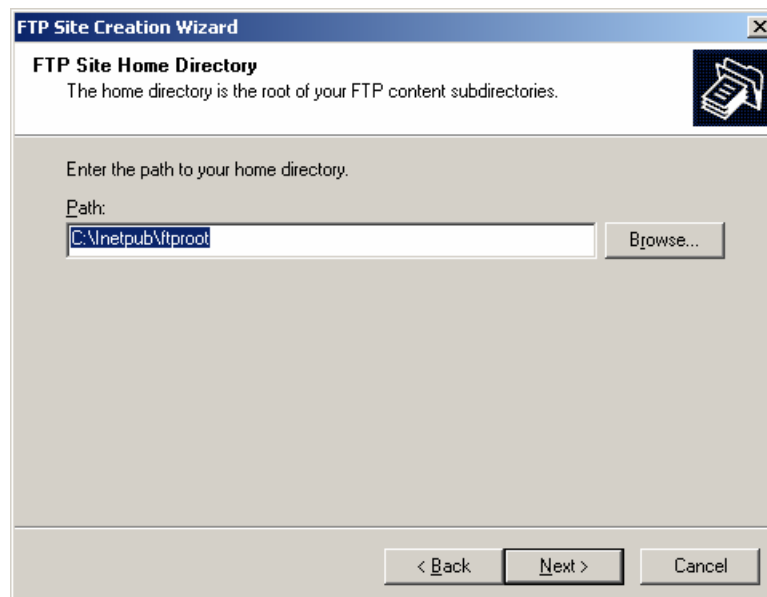 FTP Site Creation Wizard
FTP Site Home Directory
The home directory is the root of your FTP content subdirectories.
Enter the path to your home directory.
Path:
C:\Inetpub\ftproot
Browse...
< Back
Next >
Cancel